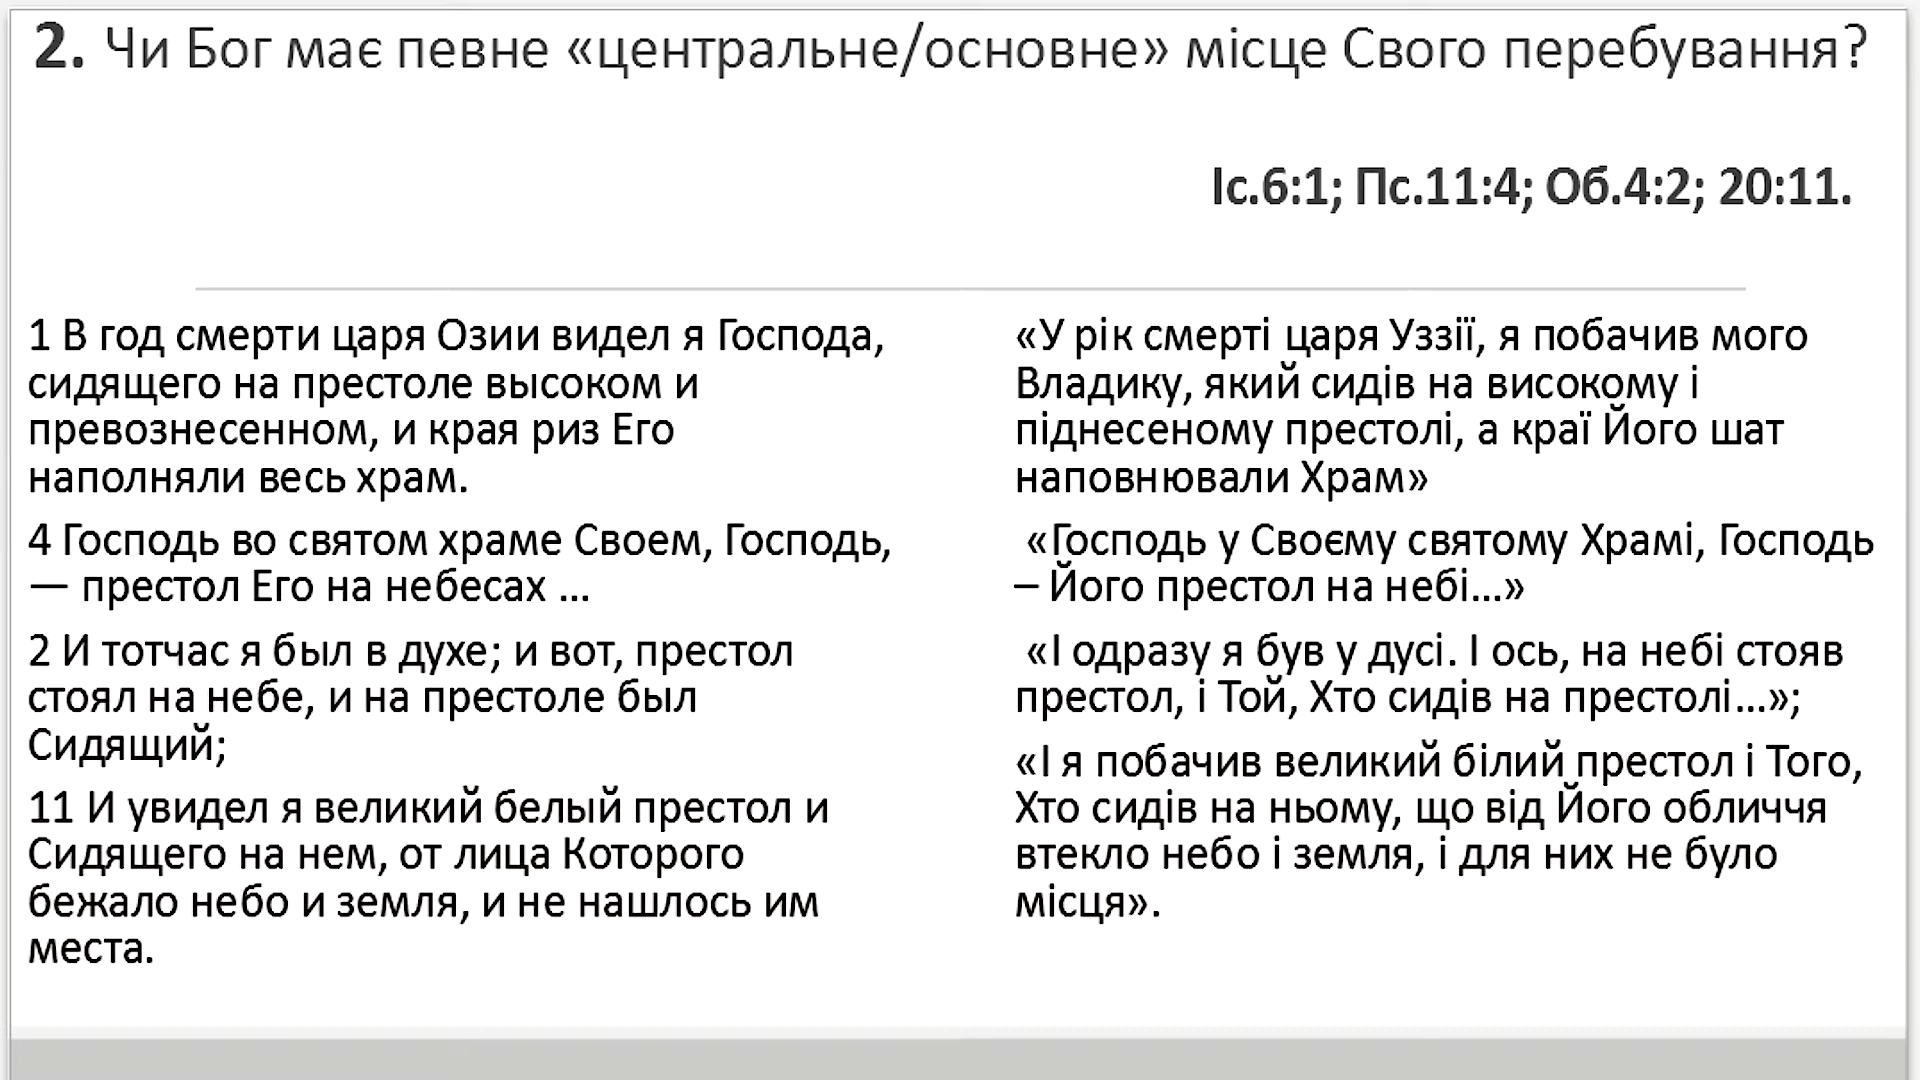 2. Чи Бог має певне «центральне/основне» місце Свого перебування?
Іс.6:1; Пс.11:4; Об.4:2; 20:11.
1 В год смерти царя Озии видел я Господа,
сидящего на престоле высоком и
превознесенном, и края риз Его
наполняли весь храм.
4 Господь во святом храме Своем, Господь,
— престол Его на небесах ...
2 И тотчас я был в духе; и вот, престол
стоял на небе, и на престоле был
Сидящий;
11 И увидел я великий белый престол и
Сидящего на нем, от лица Которого
бежало небо и земля, и не нашлось им
места.
«У рік смерті царя Уззії, я побачив мого
Владику, який сидів на високому і
піднесеному престолі, а краї Його шат
наповнювали Храм»
«Господь у Своєму святому Храмі, Господь
– Його престол на небі...»
«І одразу я був у дусі. І ось, на небі стояв
престол, і Той, Хто сидів на престолі...»;
«І я побачив великий білий престол і Того,
Хто сидів на ньому, що від Його обличчя
втекло небо і земля, і для них не було
місця».